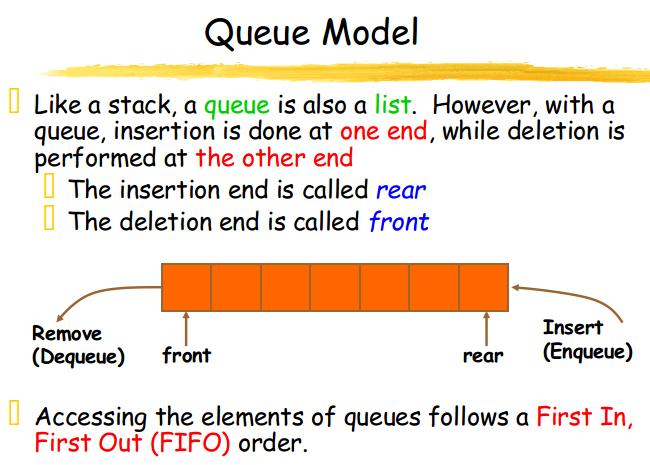 Queue Model
Like a stack, a queue is also a list. However, with a
queue, insertion is done at one end, while deletion is
performed at the other end
The insertion end is called rear
The deletion end is called front
Remove
(Dequeue)
front
rear
Insert
(Enqueue)
Accessing the elements of queues follows a First In,
First Out (FIFO) order.